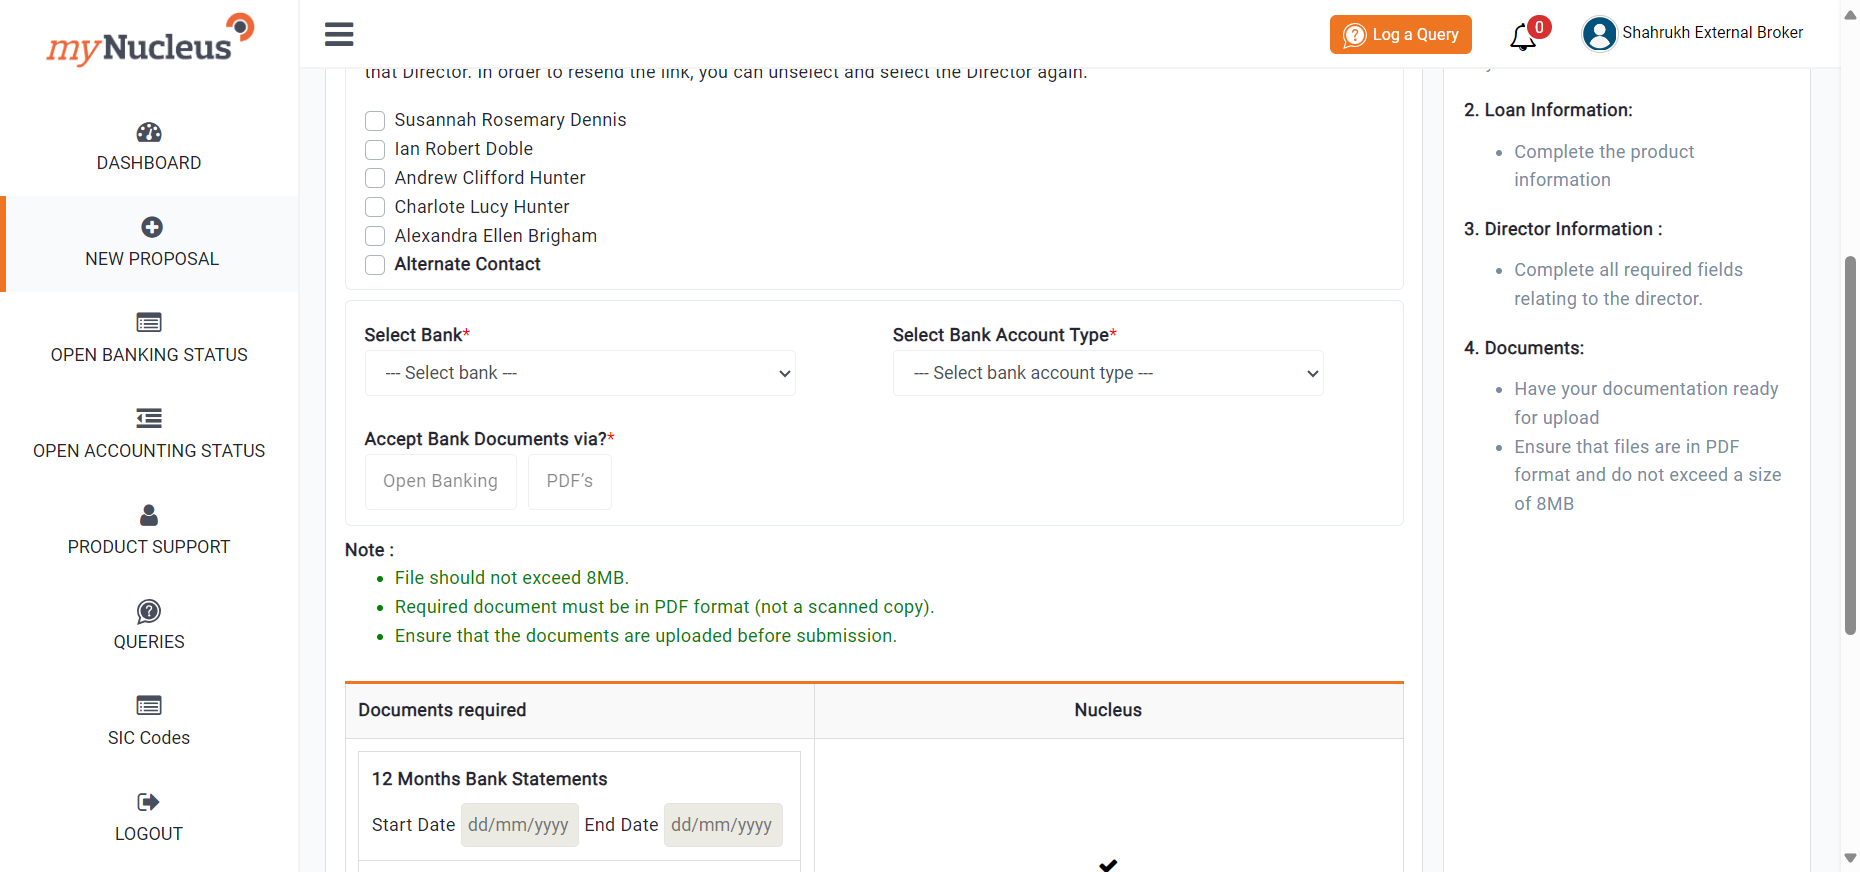 myNucleus
Log a Query
0
Shahrukh External Broker
DASHBOARD
NEW PROPOSAL
OPEN BANKING STATUS
OPEN ACCOUNTING STATUS
PRODUCT SUPPORT
QUERIES
SIC Codes
LOGOUT
that Director. In order to resend the link, you can unselect and select the Director again.
Susannah Rosemary Dennis
Ian Robert Doble
Andrew Clifford Hunter
Charlote Lucy Hunter
Alexandra Ellen Brigham
Alternate Contact
Select Bank*
--- Select bank ---
Select Bank Account Type*
--- Select bank account type ---
Accept Bank Documents via?*
Open Banking
PDF’s
Note :
File should not exceed 8MB.
Required document must be in PDF format (not a scanned copy).
Ensure that the documents are uploaded before submission.
Documents required
Nucleus
12 Months Bank Statements
Start Date dd/mm/yyyy End Date dd/mm/yyyy
2. Loan Information:
Complete the product
information
3. Director Information :
Complete all required fields
relating to the director.
4. Documents:
Have your documentation ready
for upload
Ensure that files are in PDF
format and do not exceed a size
of 8MB